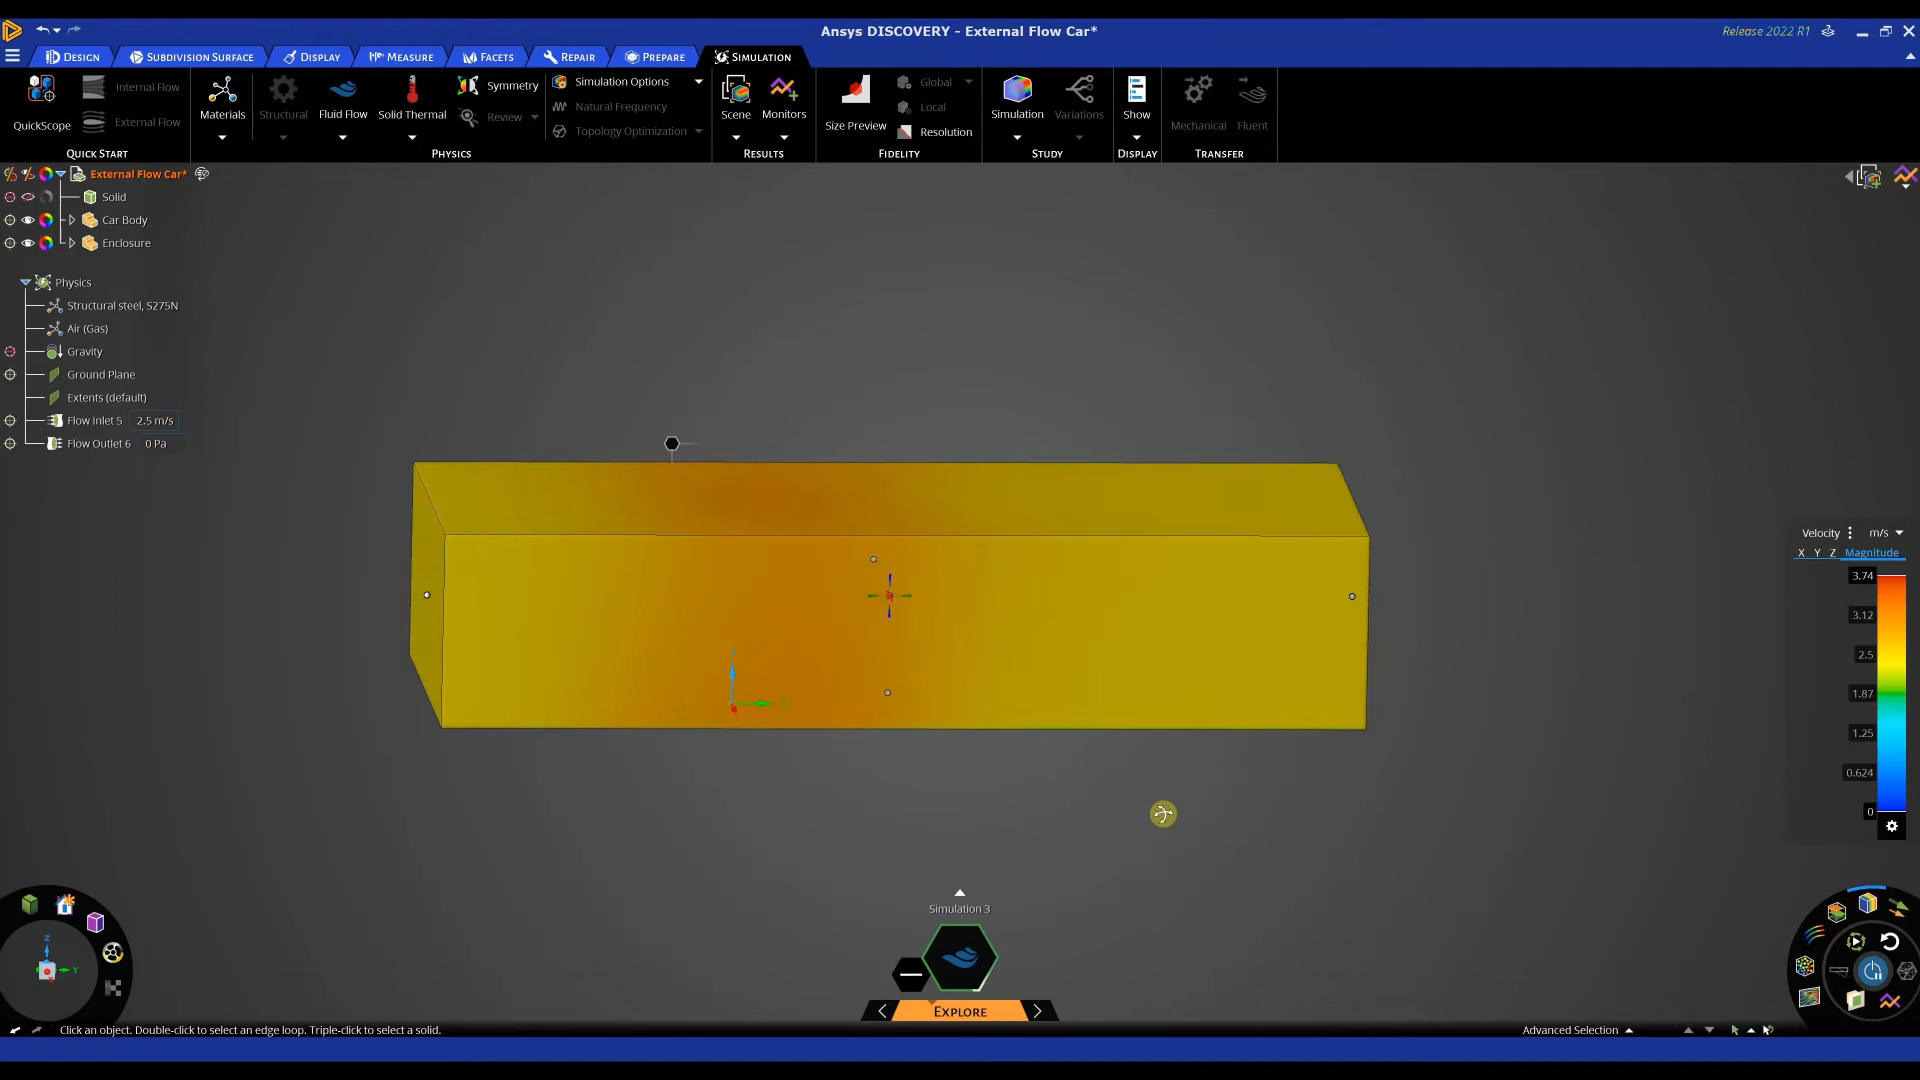 Ansys DISCOVERY - External Flow Car*
Release 2022 R1
DESIGN
SUBDIVISION SURFACE
DISPLAY
MEASURE
FACETS
REPAIR
PREPARE
SIMULATION
QuickScope
Internal Flow
External Flow
QUICK START
Materials
Structural
Fluid Flow
Solid Thermal
Symmetry
Review
Simulation Options
Natural Frequency
Topology Optimization
PHYSICS
Scene
Monitors
RESULTS
Size Preview
Global
Local
Resolution
FIDELITY
Simulation
Variations
STUDY
Show
DISPLAY
Mechanical
Fluent
TRANSFER
External Flow Car*
Solid
Car Body
Enclosure
Physics
Structural steel, S275N
Air (Gas)
Gravity
Ground Plane
Extents (default)
Flow Inlet 5 2.5 m/s
Flow Outlet 6 0 Pa
Velocity m/s
X Y Z Magnitude
3.74
3.12
2.5
1.87
1.25
0.624
0
Z
Y
Simulation 3
EXPLORE
Click an object. Double-click to select an edge loop. Triple-click to select a solid.
Advanced Selection